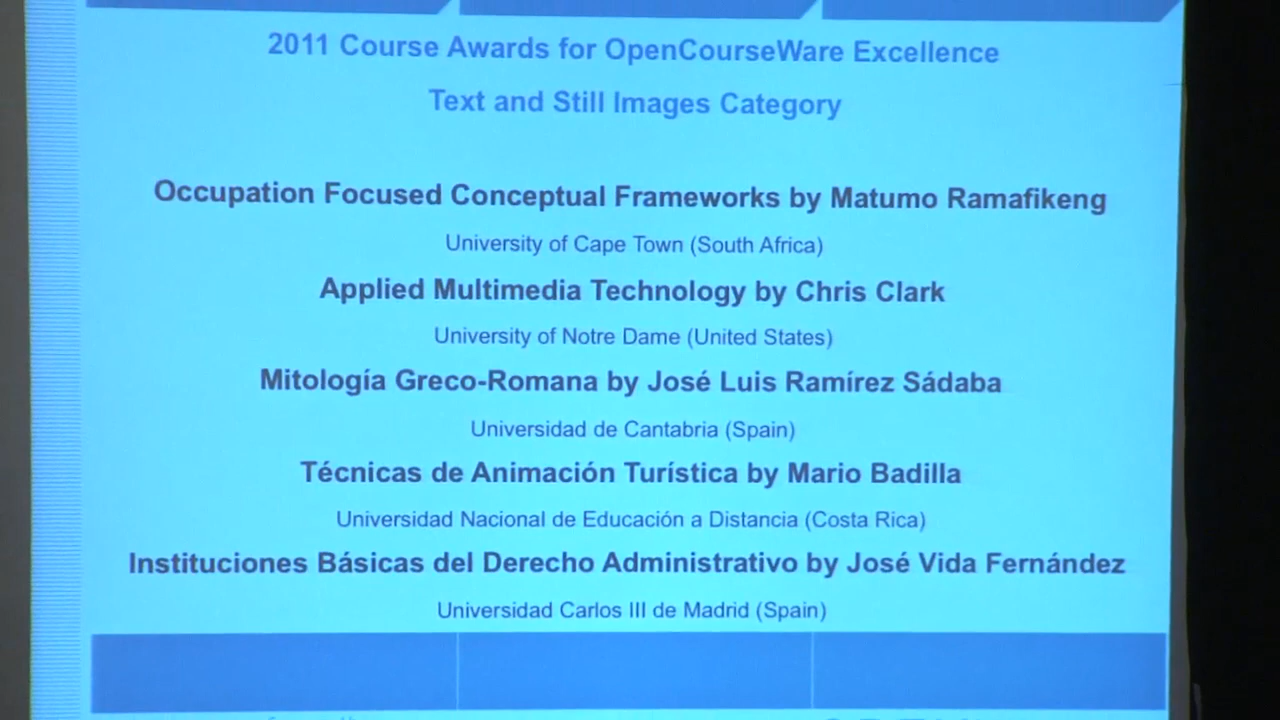 2011 Course Awards for OpenCourseWare Excellence
Text and Still Images Category
Occupation Focused Conceptual Frameworks by Matumo Ramafikeng
University of Cape Town (South Africa)
Applied Multimedia Technology by Chris Clark
University of Notre Dame (United States)
Mitología Greco-Romana by José Luis Ramírez Sádaba
Universidad de Cantabria (Spain)
Técnicas de Animación Turística by Mario Badilla
Universidad Nacional de Educación a Distancia (Costa Rica)
Instituciones Básicas del Derecho Administrativo by José Vida Fernández
Universidad Carlos III de Madrid (Spain)